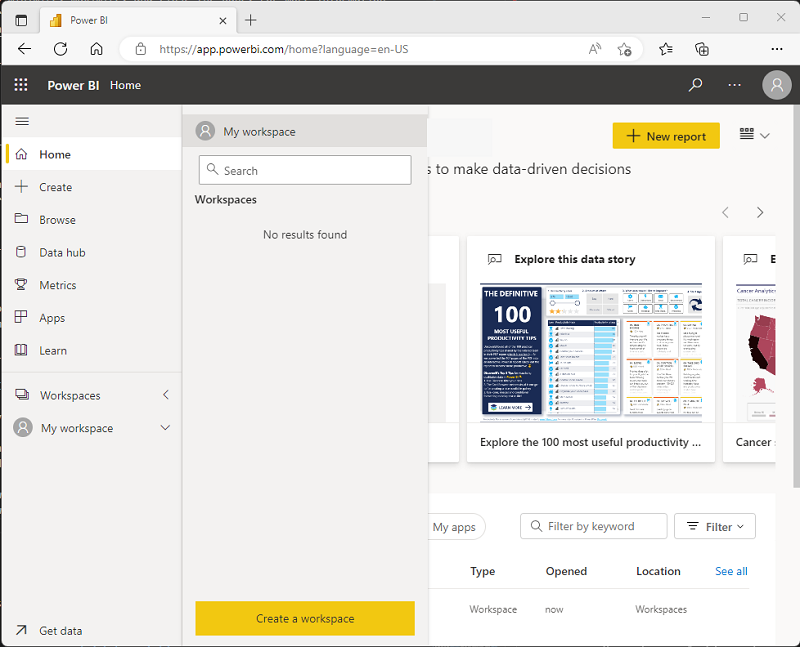 Power BI
https://app.powerbi.com/home?language=en-US
Power BI Home
My workspace
New report
Home
s to make data-driven decisions
Search
Create
Workspaces
Browse
No results found
Data hub
Explore this data story
E
Metrics
THE DEFINITIVE
100
MOST USEFUL
PRODUCTIVITY TIPS
Cancer Analytic
Apps
Learn
Workspaces
LEARN MORE
My workspace
Explore the 100 most useful productivity ...
Cancer s
My apps
Filter by keyword
Filter
Type Opened Location See all
Workspace now Workspaces
Create a workspace
Get data